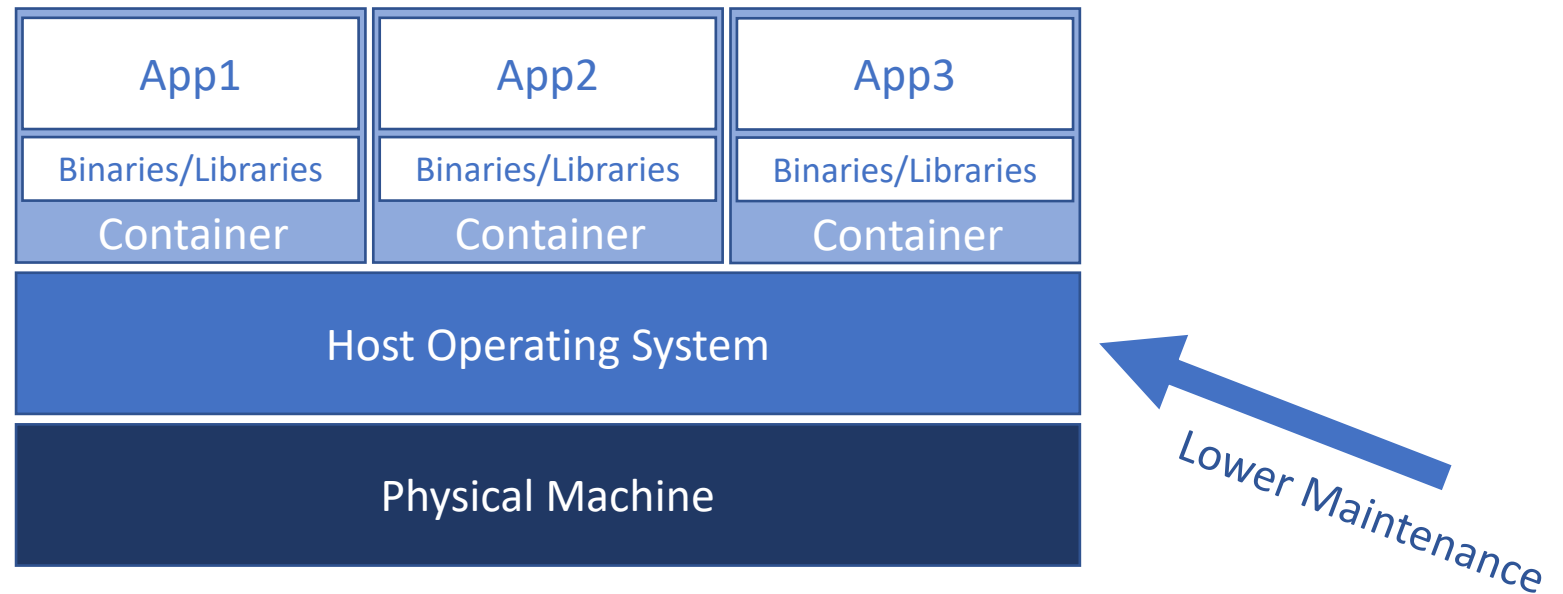 App1
App2
App3
Binaries/Libraries
Binaries/Libraries
Binaries/Libraries
Container
Container
Container
Host Operating System
Physical Machine
Lower Maintenance